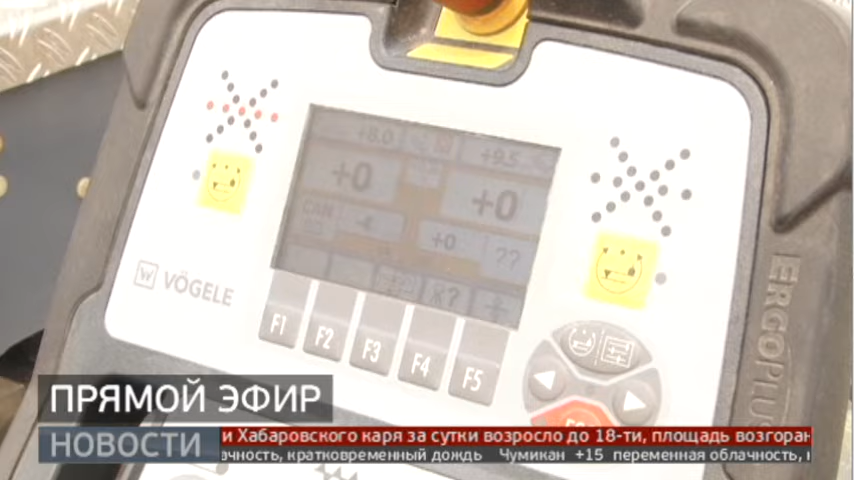 +8.0
+9.5
+0
+0
CAN
+0
??
VÖGELE
F1
F2
F3
F4
F5
ERGOPLUS
ПРЯМОЙ ЭФИР
НОВОСТИ
и Хабаровского каря за сутки возросло до 18-ти, площадь возгоран
ачность, кратковременный дождь Чумикан +15 переменная облачность,